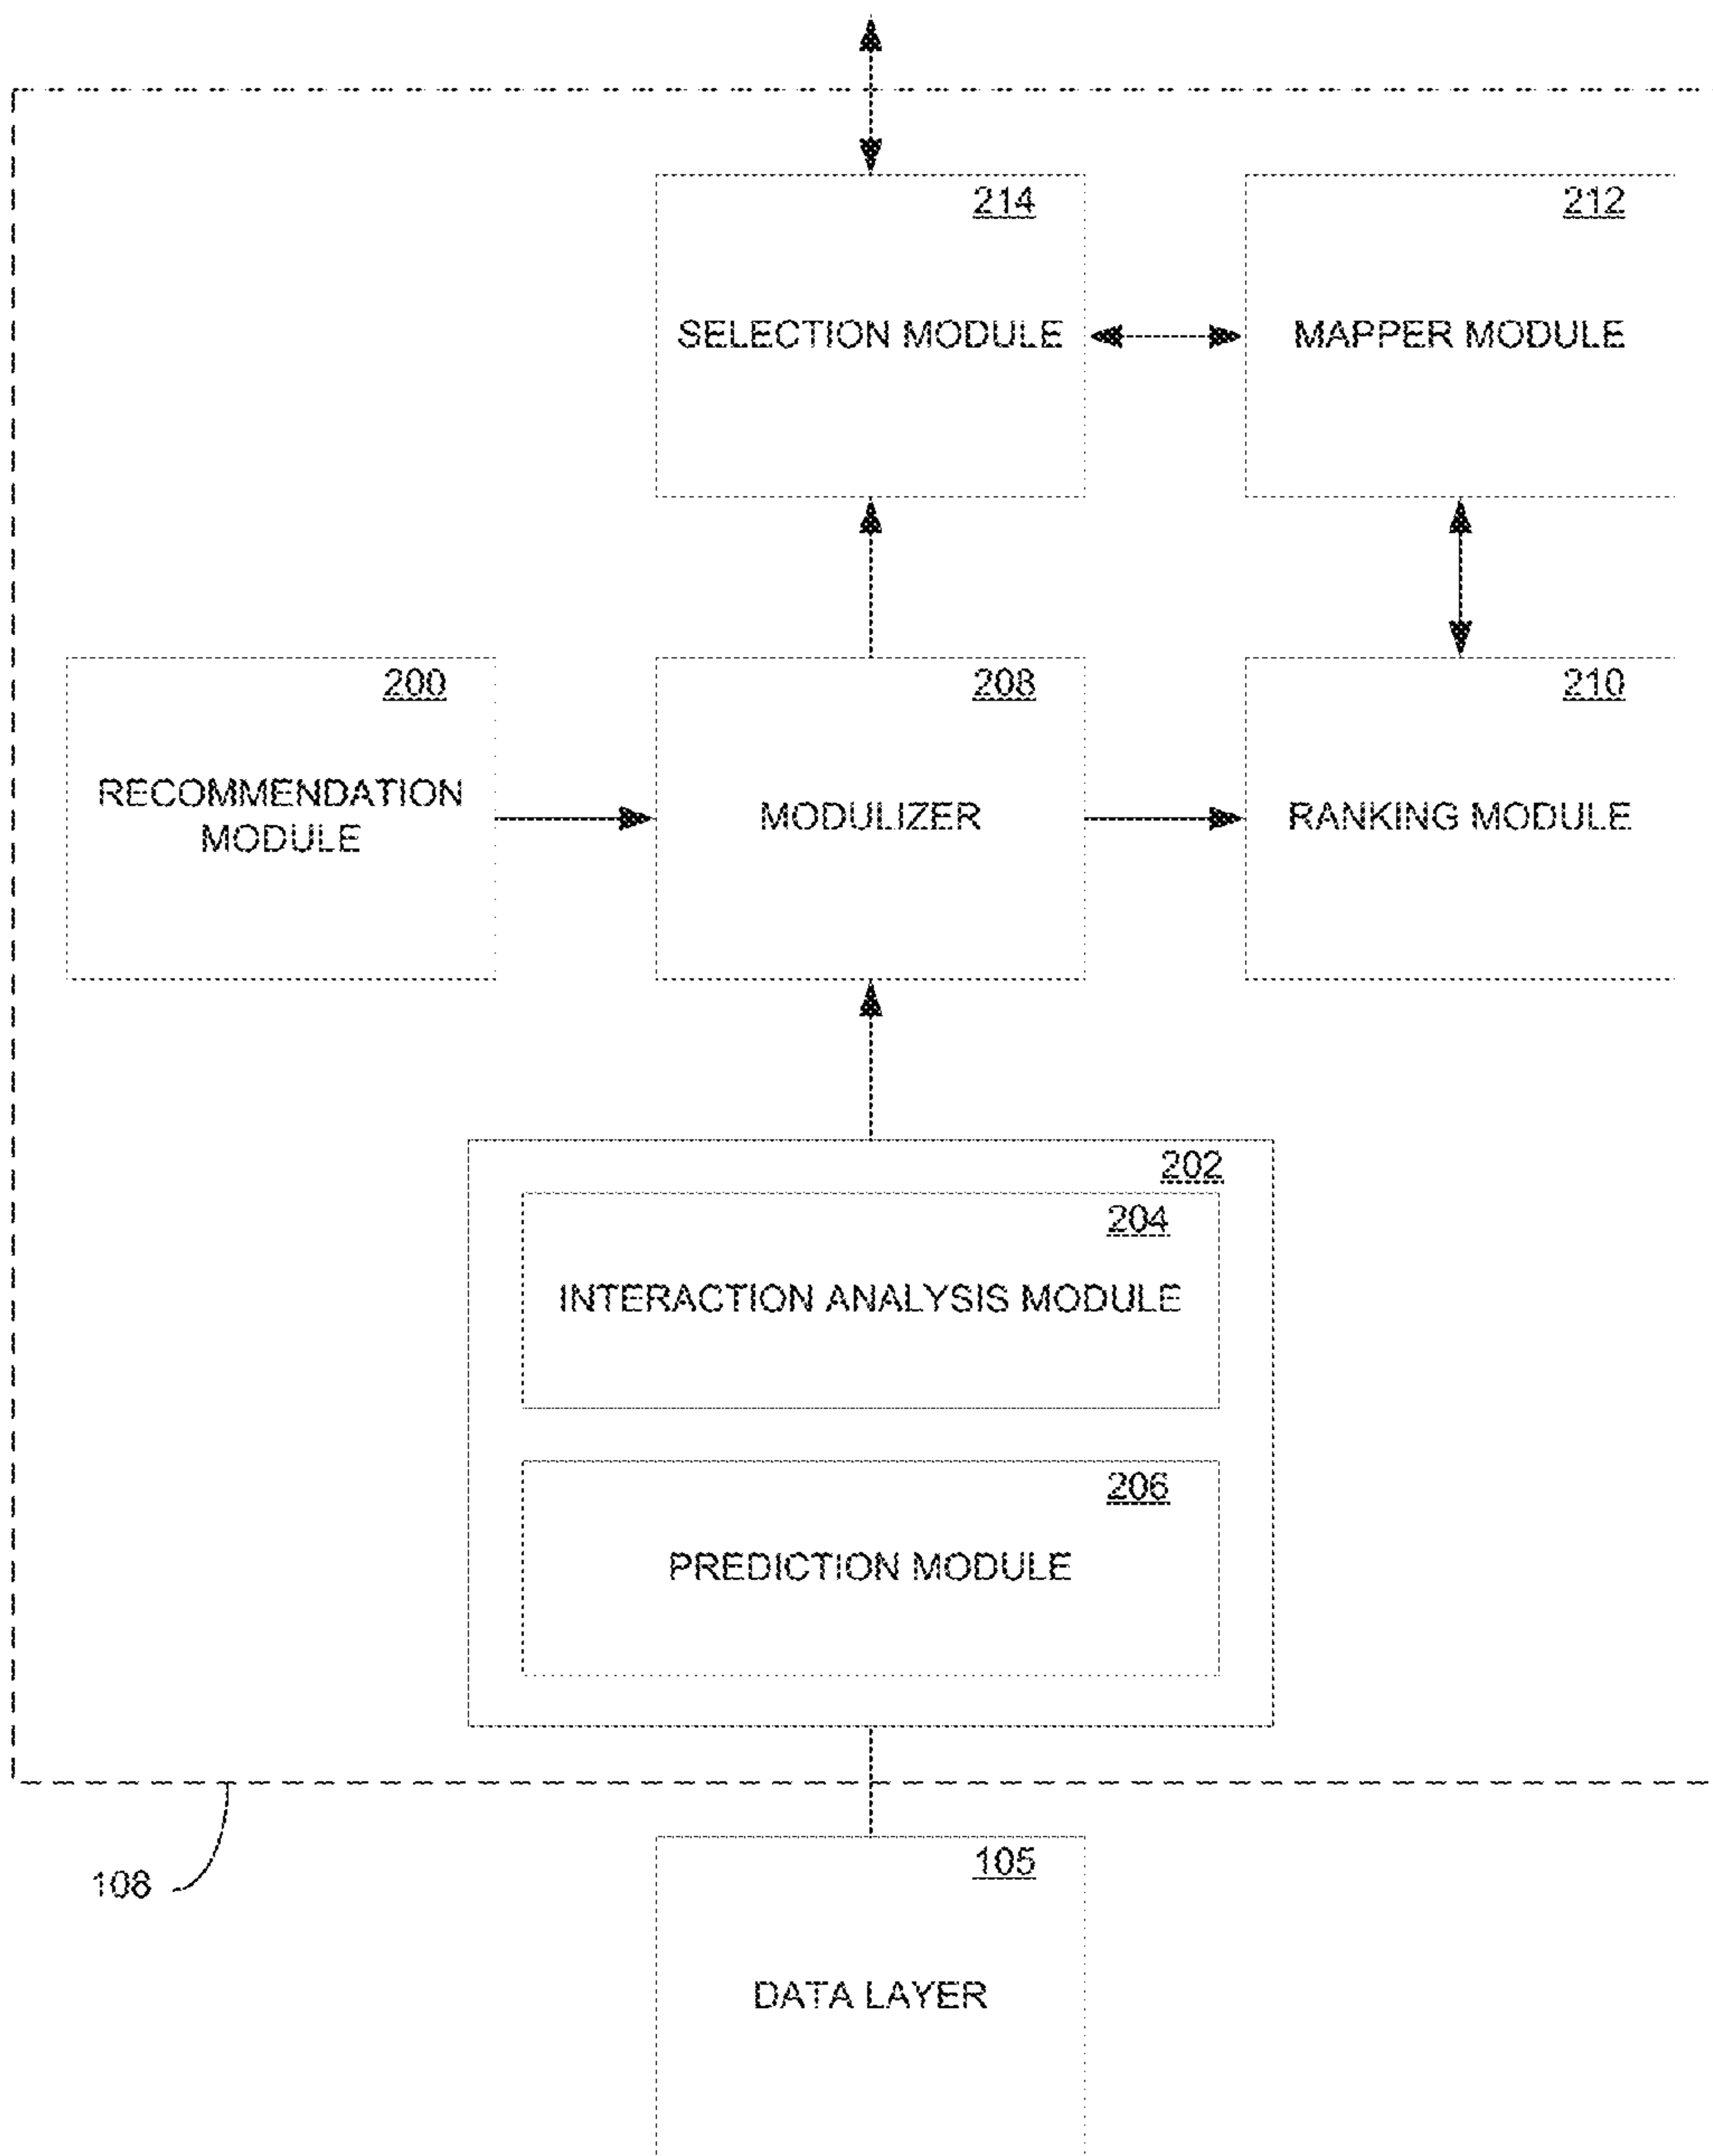 214
SELECTION MODULE
212
MAPPER MODULE
200
RECOMMENDATION
MODULE
208
MODULIZER
210
RANKING MODULE
202
204
INTERACTION ANALYSIS MODULE
206
PREDICTION MODULE
108
105
DATA LAYER